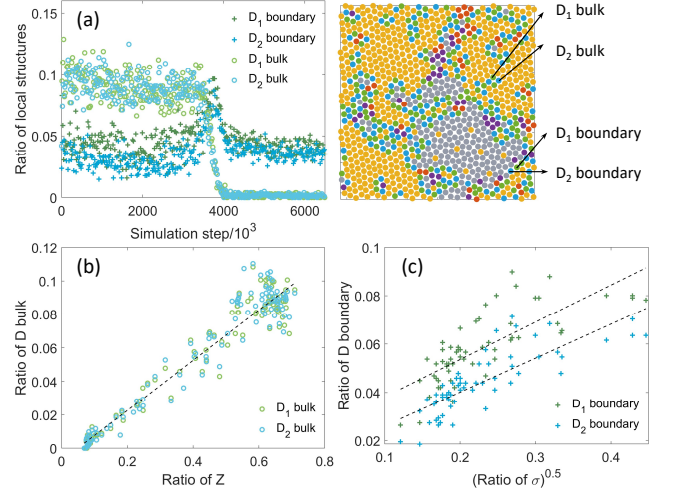 (a)
D1 boundary
D2 boundary
D1 bulk
D2 bulk
Ratio of local structures
0.15
0.1
0.05
0
0
2000
4000
6000
Simulation step/10^3
D1 bulk
D2 bulk
D1 boundary
D2 boundary
(b)
Ratio of D bulk
0.12
0.1
0.08
0.06
0.04
0.02
0
0
0.2
0.4
0.6
0.8
Ratio of Z
D1 bulk
D2 bulk
(c)
Ratio of D boundary
0.1
0.08
0.06
0.04
0.02
0.1
0.2
0.3
0.4
(Ratio of σ)^0.5
D1 boundary
D2 boundary